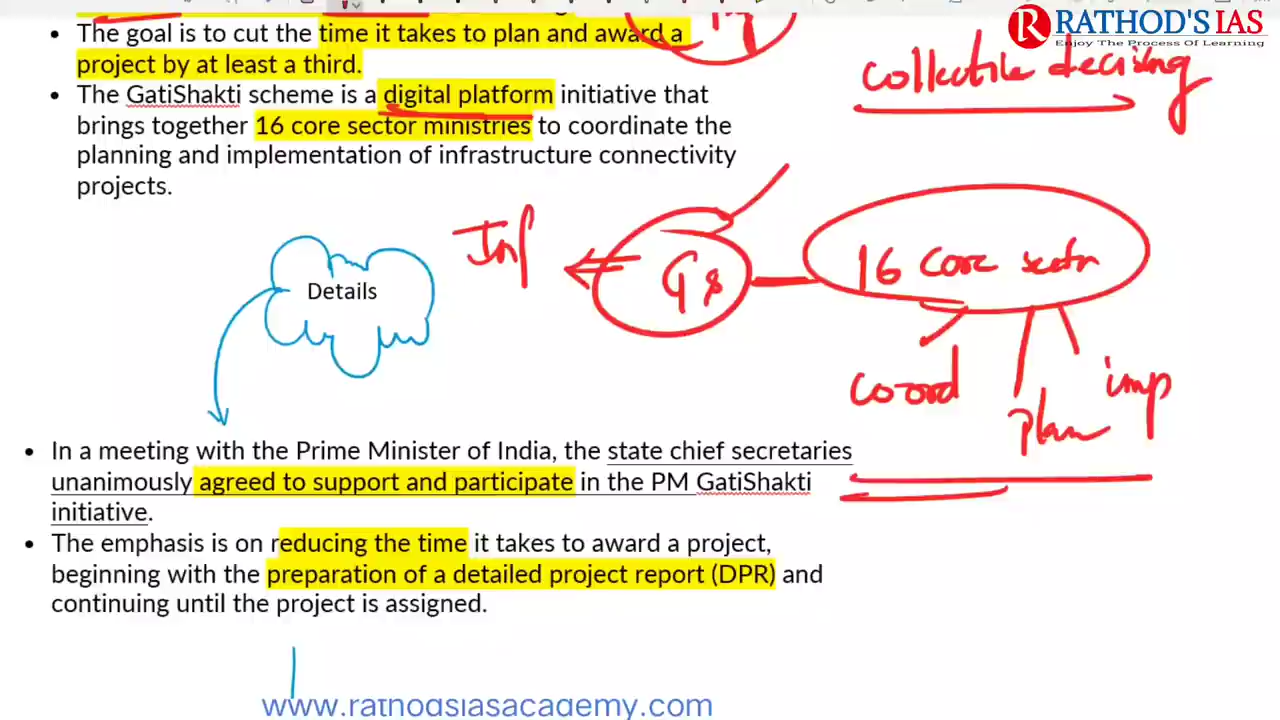 RATHOD'S IAS
Enjoy The Process Of Learning
• The goal is to cut the time it takes to plan and award a
project by at least a third.
• The GatiShakti scheme is a digital platform initiative that
brings together 16 core sector ministries to coordinate the
planning and implementation of infrastructure connectivity
projects.
collective
Inf
GS
16 core sectr
coord
plan
imp
Details
• In a meeting with the Prime Minister of India, the state chief secretaries
unanimously agreed to support and participate in the PM GatiShakti
initiative.
• The emphasis is on reducing the time it takes to award a project,
beginning with the preparation of a detailed project report (DPR) and
continuing until the project is assigned.
www.rathodsiasacademy.com